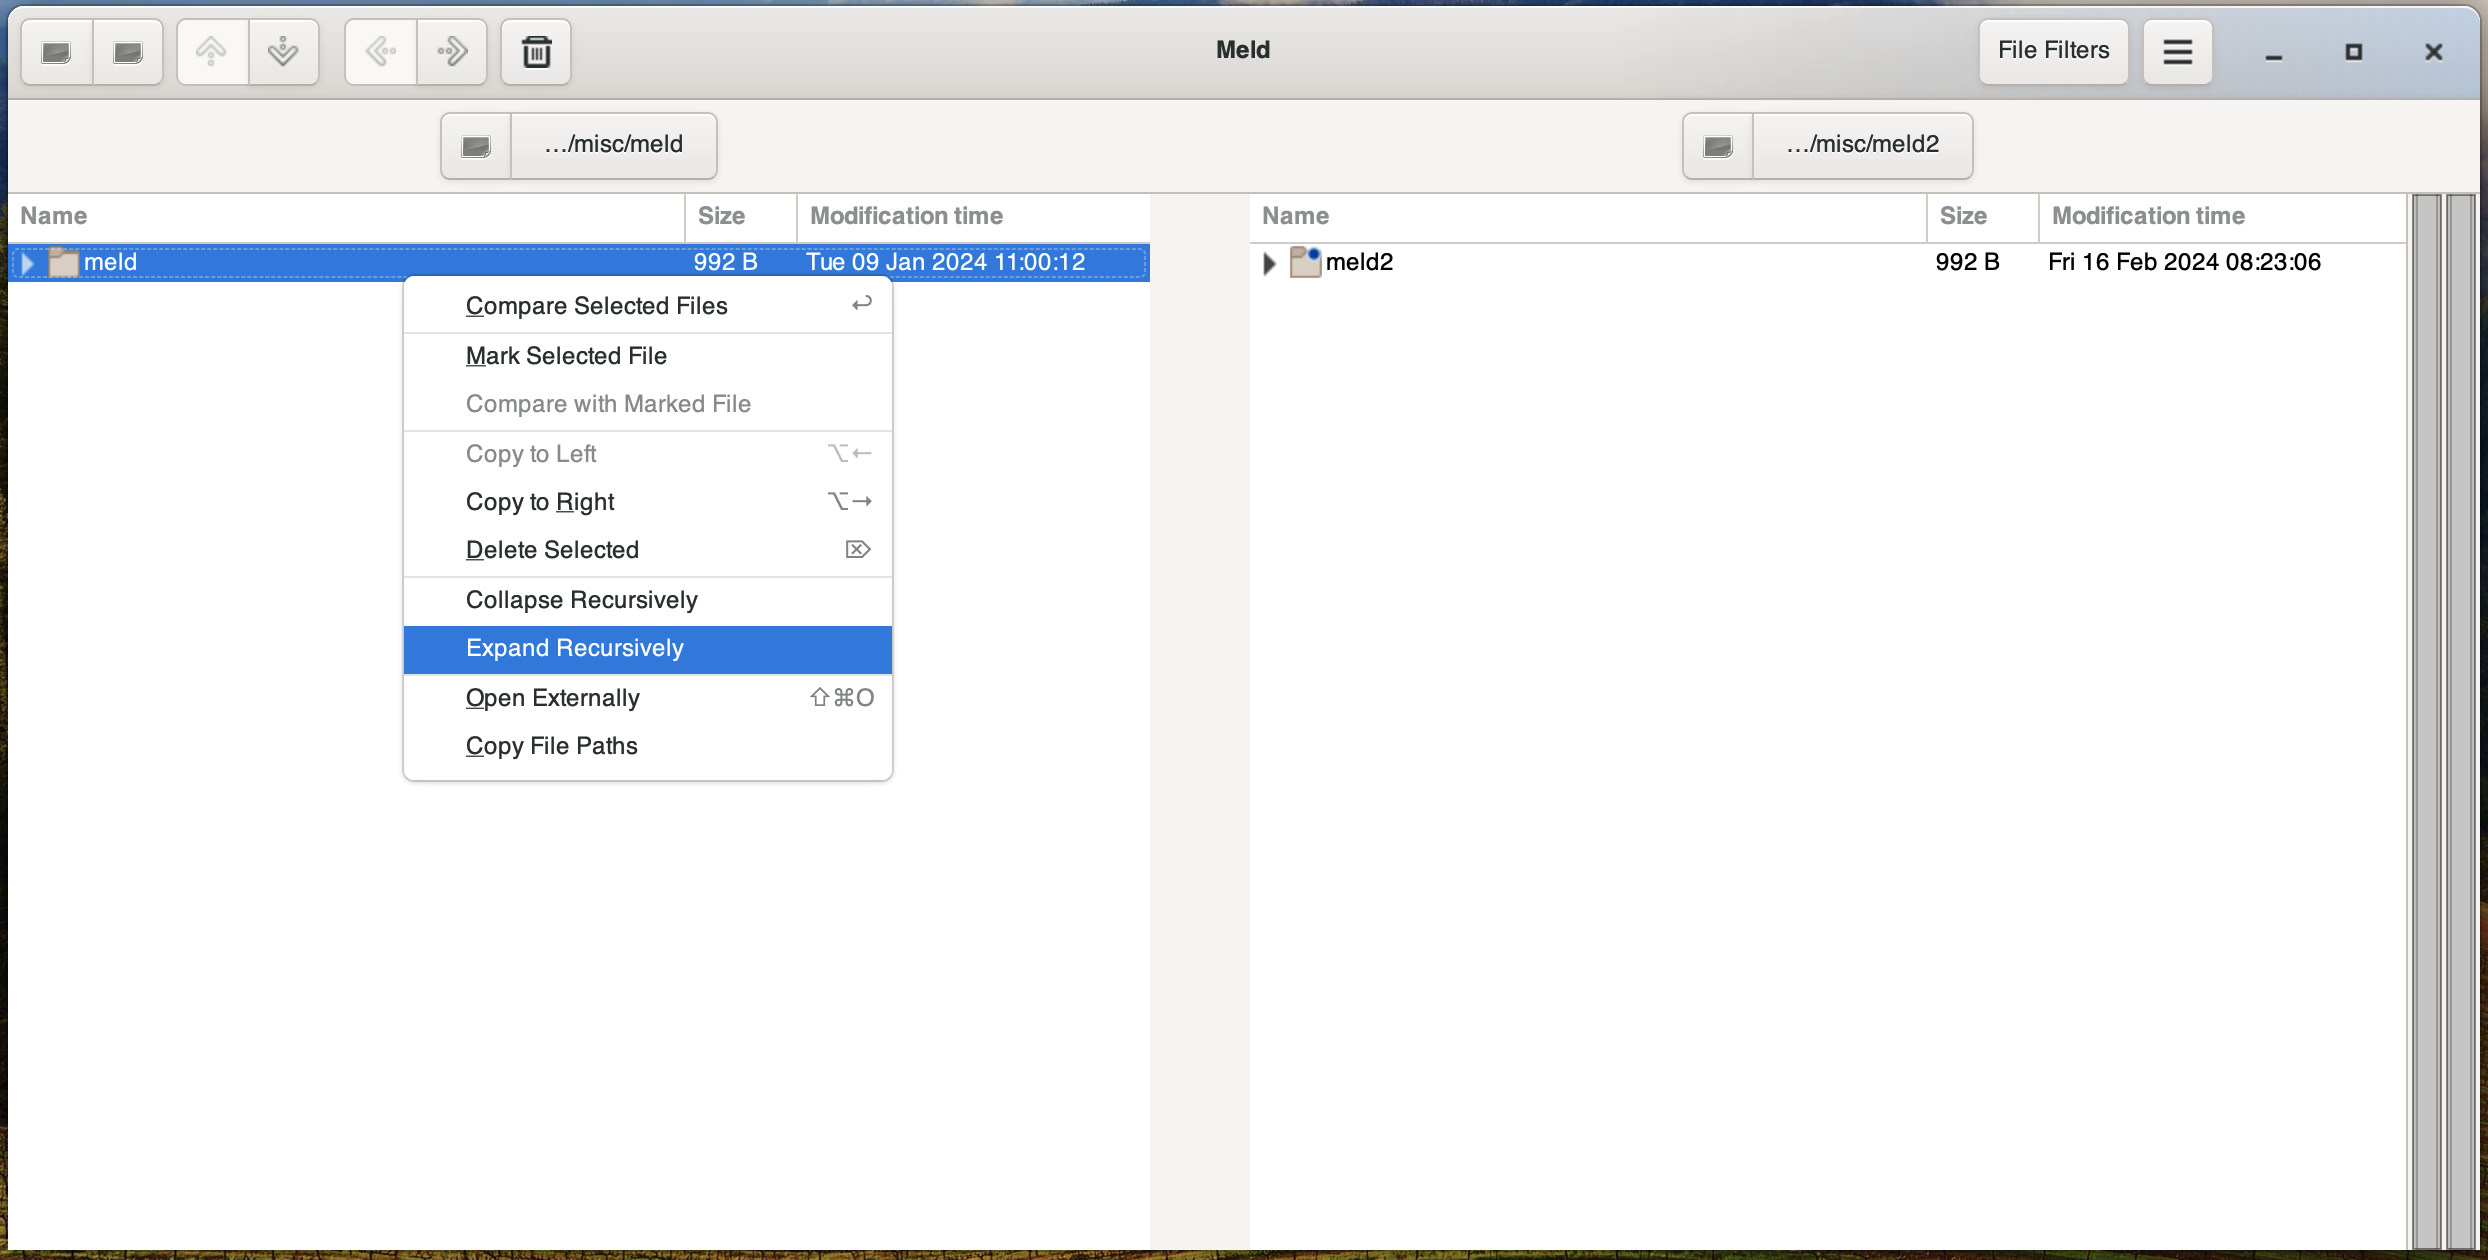 Meld
File Filters
.../misc/meld
.../misc/meld2
Name Size Modification time
Name Size Modification time
meld 992 B Tue 09 Jan 2024 11:00:12
meld2 992 B Fri 16 Feb 2024 08:23:06
Compare Selected Files ↩
Mark Selected File
Compare with Marked File
Copy to Left ⌥←
Copy to Right ⌥→
Delete Selected ⌦
Collapse Recursively
Expand Recursively
Open Externally ⇧⌘O
Copy File Paths